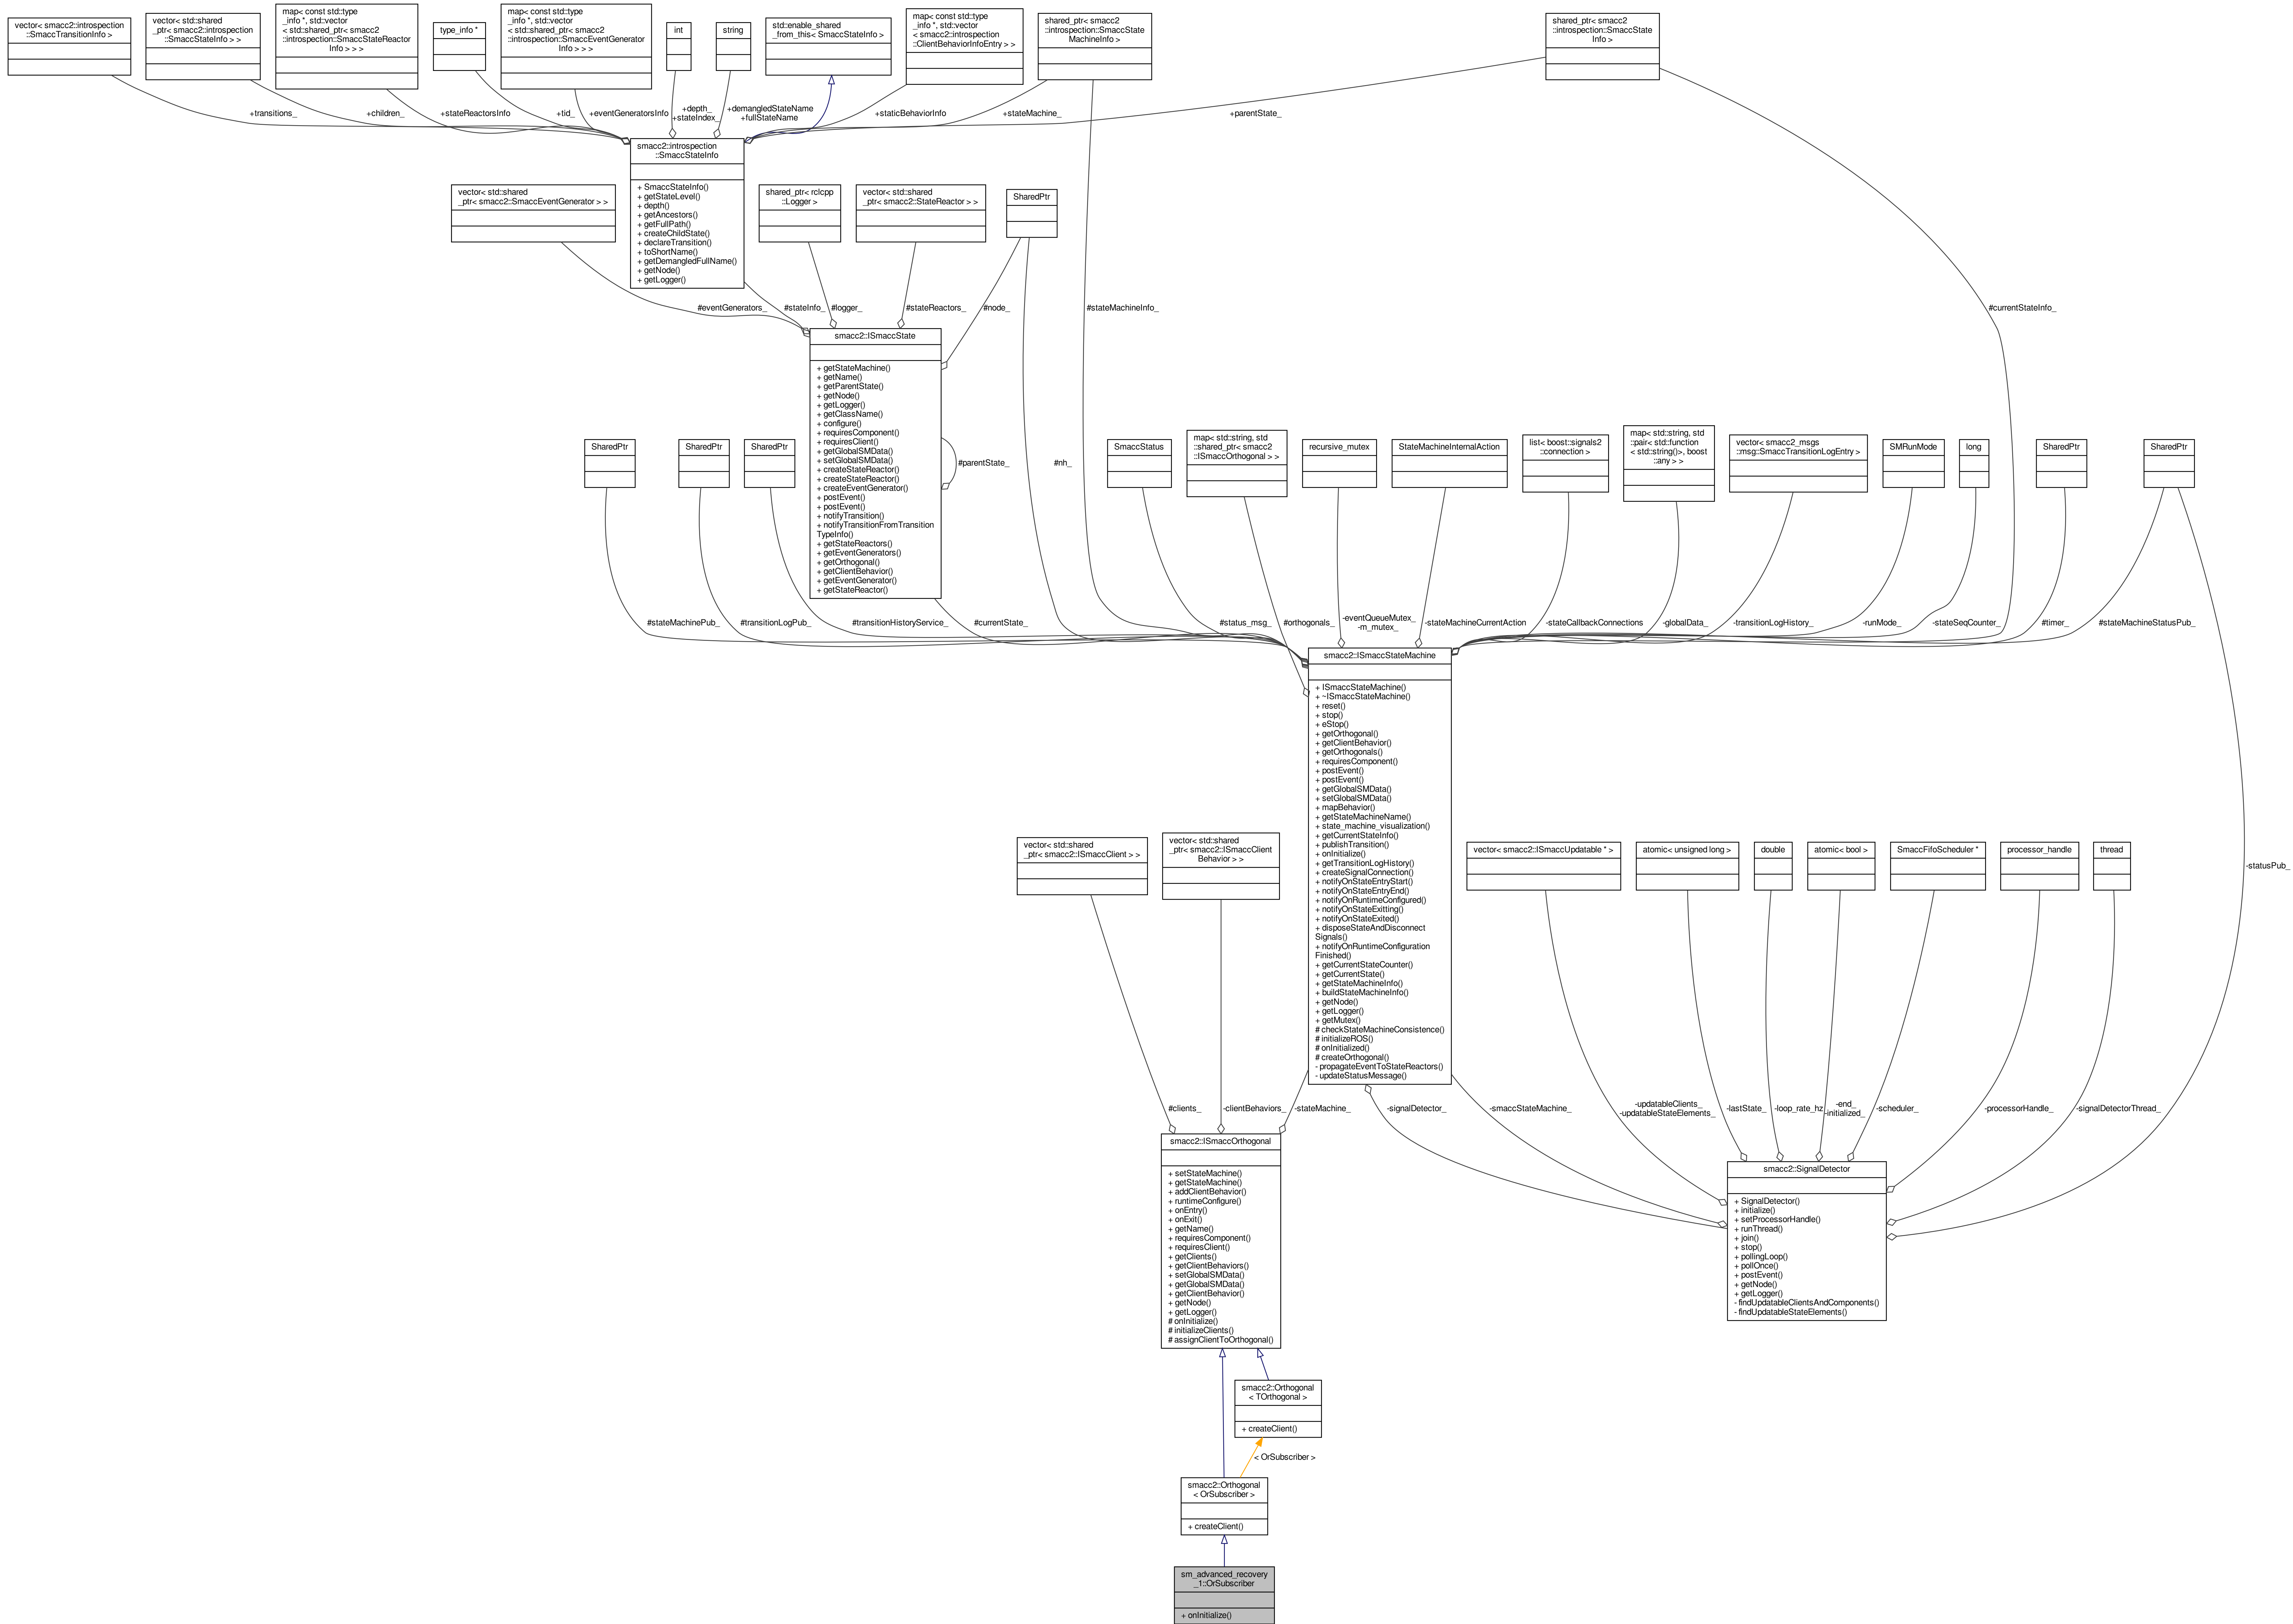 vector< smacc2::introspection
::SmaccTransitionInfo >
vector< std::shared
_ptr< smacc2::introspection
::SmaccStateInfo > >
map< const std::type
_info *, std::vector
< std::shared_ptr< smacc2
::introspection::SmaccStateReactor
Info > > >
type_info *
map< const std::type
_info *, std::vector
< std::shared_ptr< smacc2
::introspection::SmaccEventGenerator
Info > > >
int
string
std::enable_shared
_from_this< SmaccStateInfo >
map< const std::type
_info *, std::vector
< smacc2::introspection
::ClientBehaviorInfoEntry > >
shared_ptr< smacc2
::introspection::SmaccState
MachineInfo >
shared_ptr< smacc2
::introspection::SmaccState
Info >
+transitions_
+children_
+stateReactorsInfo
+tid_
+eventGeneratorsInfo
+depth_
+stateIndex_
+demangledStateName
+fullStateName
+staticBehaviorInfo
+stateMachine_
+parentState_
smacc2::introspection
::SmaccStateInfo
+ SmaccStateInfo()
+ getStateLevel()
+ depth()
+ getAncestors()
+ getFullPath()
+ createChildState()
+ declareTransition()
+ toShortName()
+ getDemangledFullName()
+ getNode()
+ getLogger()
vector< std::shared
_ptr< smacc2::SmaccEventGenerator > >
shared_ptr< rclcpp
::Logger >
vector< std::shared
_ptr< smacc2::StateReactor > >
SharedPtr
#eventGenerators_
#stateInfo_
#logger_
#stateReactors_
#node_
#stateMachineInfo_
#currentStateInfo_
smacc2::ISmaccState
+ getStateMachine()
+ getName()
+ getParentState()
+ getNode()
+ getLogger()
+ getClassName()
+ configure()
+ requiresComponent()
+ requiresClient()
+ getGlobalSMData()
+ setGlobalSMData()
+ createStateReactor()
+ createStateReactor()
+ createEventGenerator()
+ postEvent()
+ postEvent()
+ notifyTransition()
+ notifyTransitionFromTransition
TypeInfo()
+ getStateReactors()
+ getEventGenerators()
+ getOrthogonal()
+ getClientBehavior()
+ getEventGenerator()
+ getStateReactor()
#parentState_
#nh_
SharedPtr
SharedPtr
SharedPtr
SmaccStatus
map< std::string, std
::shared_ptr< smacc2
::ISmaccOrthogonal > >
recursive_mutex
StateMachineInternalAction
list< boost::signals2
::connection >
map< std::string, std
::pair< std::function
< std::string()>, boost
::any > >
vector< smacc2_msgs
::msg::SmaccTransitionLogEntry >
SMRunMode
long
SharedPtr
SharedPtr
#stateMachinePub_
#transitionLogPub_
#transitionHistoryService_
#currentState_
#status_msg_
#orthogonals_
-eventQueueMutex_
-m_mutex_
-stateMachineCurrentAction
-stateCallbackConnections
-globalData_
-transitionLogHistory_
-runMode_
-stateSeqCounter_
#timer_
#stateMachineStatusPub_
smacc2::ISmaccStateMachine
+ ISmaccStateMachine()
+ ~ISmaccStateMachine()
+ reset()
+ stop()
+ eStop()
+ getOrthogonal()
+ getClientBehavior()
+ getOrthogonals()
+ requiresComponent()
+ postEvent()
+ postEvent()
+ getGlobalSMData()
+ setGlobalSMData()
+ mapBehavior()
+ getStateMachineName()
+ state_machine_visualization()
+ getCurrentStateInfo()
+ publishTransition()
+ onInitialize()
+ getTransitionLogHistory()
+ createSignalConnection()
+ notifyOnStateEntryStart()
+ notifyOnStateEntryEnd()
+ notifyOnRuntimeConfigured()
+ notifyOnStateExitting()
+ notifyOnStateExited()
+ disposeStateAndDisconnect
Signals()
+ notifyOnRuntimeConfiguration
Finished()
+ getCurrentStateCounter()
+ getCurrentState()
+ getStateMachineInfo()
+ buildStateMachineInfo()
+ getNode()
+ getLogger()
+ getMutex()
# checkStateMachineConsistence()
# initializeROS()
# onInitialized()
# createOrthogonal()
- propagateEventToStateReactors()
- updateStatusMessage()
vector< std::shared
_ptr< smacc2::ISmaccClient > >
vector< std::shared
_ptr< smacc2::ISmaccClient
Behavior > >
vector< smacc2::ISmaccUpdatable * >
atomic< unsigned long >
double
atomic< bool >
SmaccFifoScheduler *
processor_handle
thread
-statusPub_
#clients_
-clientBehaviors_
-stateMachine_
-signalDetector_
-smaccStateMachine_
-updatableClients_
-updatableStateElements_
-lastState_
-loop_rate_hz
-end_
-initialized_
-scheduler_
-processorHandle_
-signalDetectorThread_
smacc2::ISmaccOrthogonal
+ setStateMachine()
+ getStateMachine()
+ addClientBehavior()
+ runtimeConfigure()
+ onEntry()
+ onExit()
+ getName()
+ requiresComponent()
+ requiresClient()
+ getClients()
+ getClientBehaviors()
+ setGlobalSMData()
+ getGlobalSMData()
+ getClientBehavior()
+ getNode()
+ getLogger()
# onInitialize()
# initializeClients()
# assignClientToOrthogonal()
smacc2::SignalDetector
+ SignalDetector()
+ initialize()
+ setProcessorHandle()
+ runThread()
+ join()
+ stop()
+ pollingLoop()
+ pollOnce()
+ postEvent()
+ getNode()
+ getLogger()
- findUpdatableClientsAndComponents()
- findUpdatableStateElements()
smacc2::Orthogonal
< TOrthogonal >
+ createClient()
< OrSubscriber >
smacc2::Orthogonal
< OrSubscriber >
+ createClient()
sm_advanced_recovery
_1::OrSubscriber
+ onInitialize()